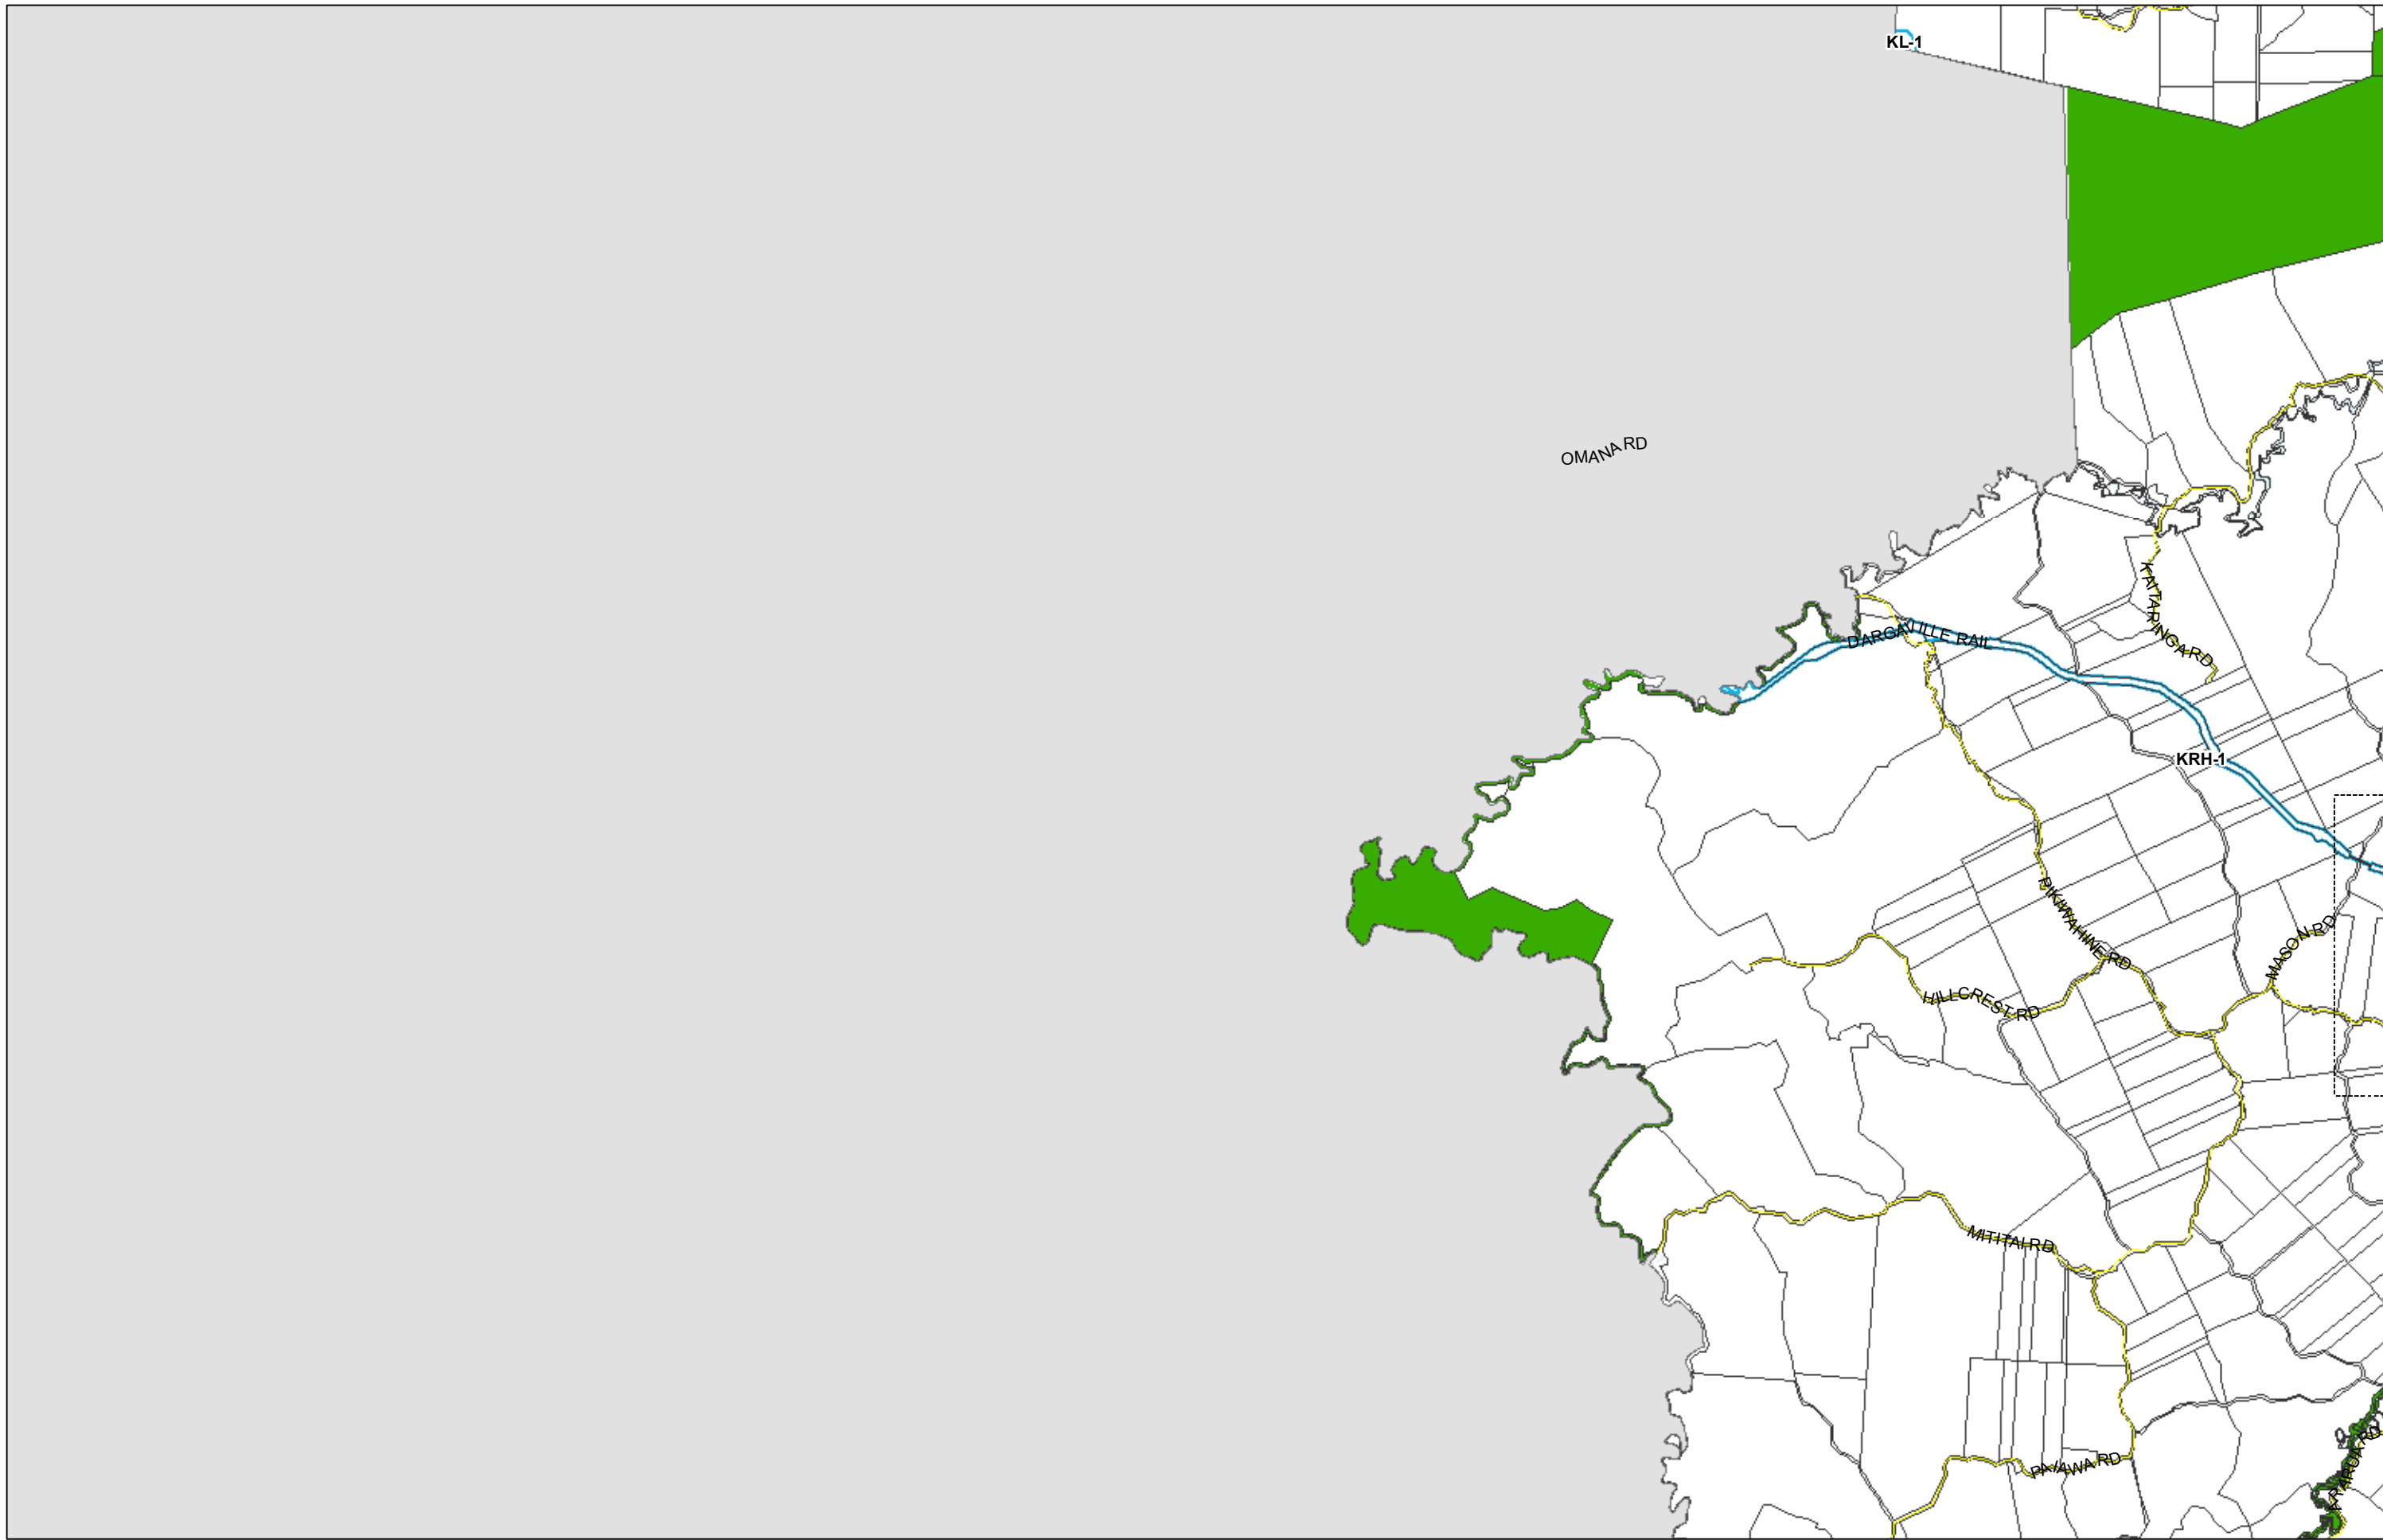 KL-1
OMANA RD
KAITARINGA RD
DARGAVILLE RAIL
KRH-1
PIKIWAHINE RD
MASON RD
HILLCREST RD
MITITAI RD
PAJAWA RD